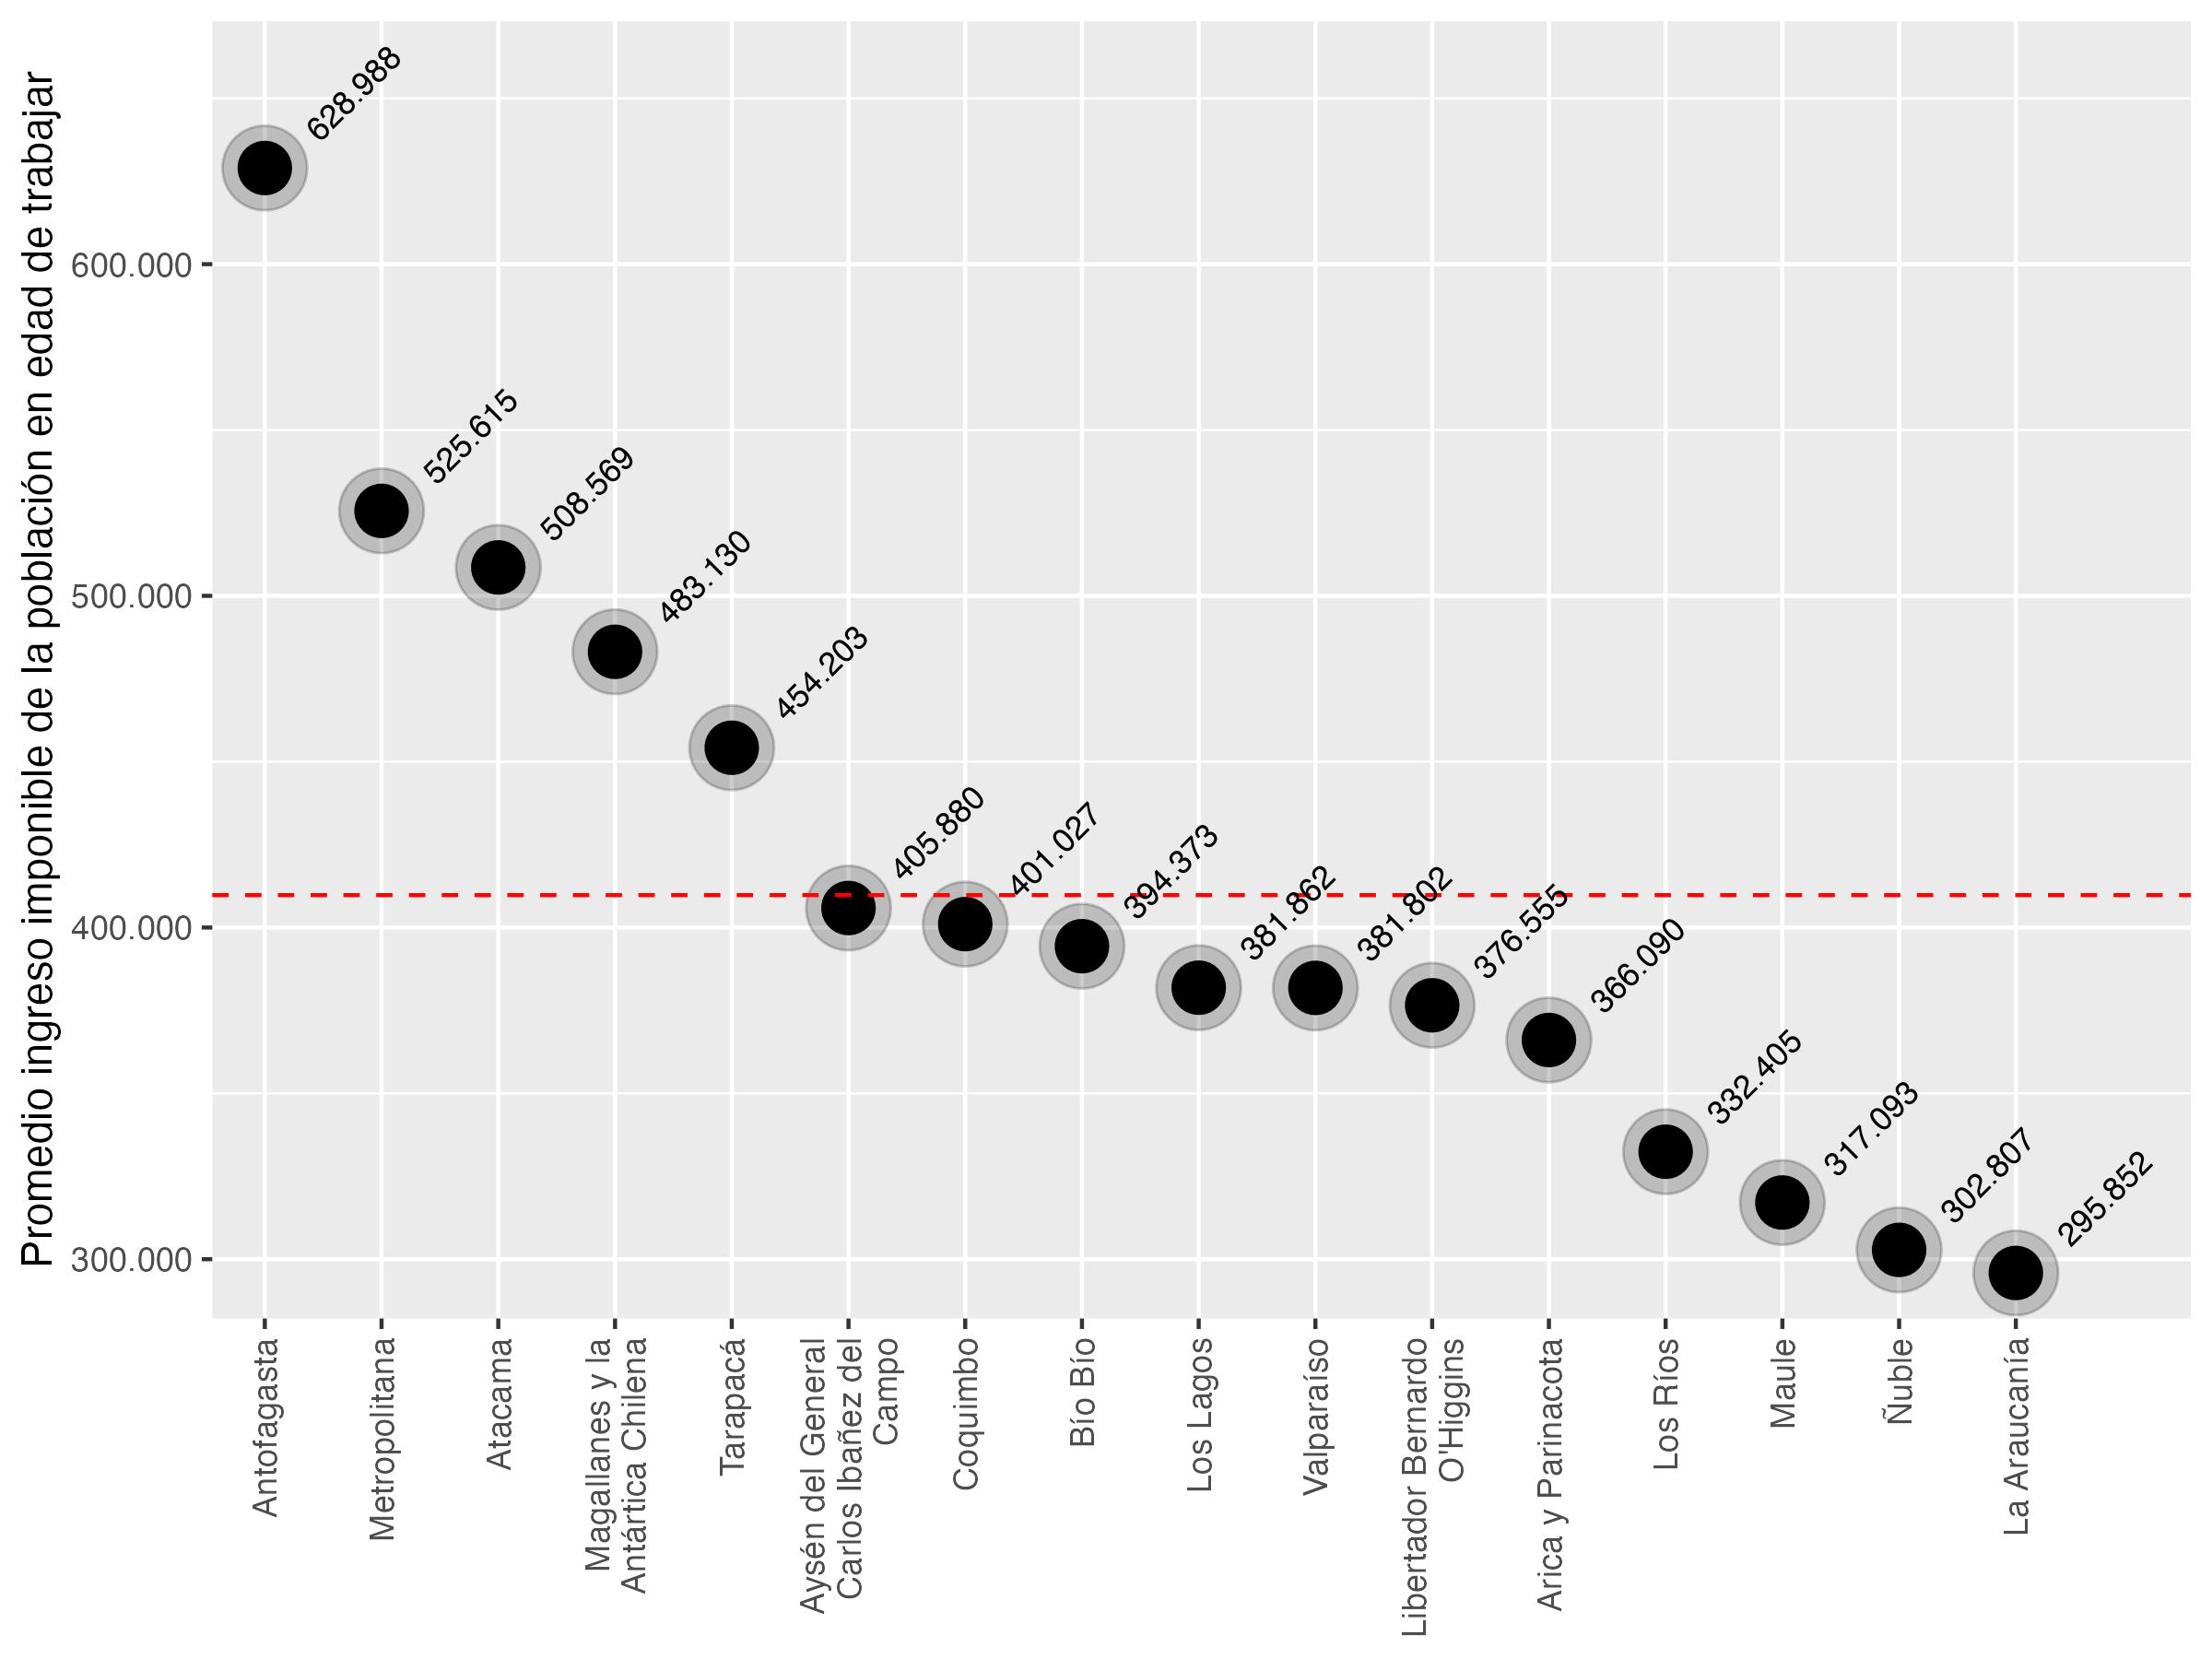 Promedio ingreso imponible de la población en edad de trabajar
600.000
500.000
400.000
300.000
628.988
525.615
508.569
483.130
454.203
405.880
401.027
394.373
381.862
381.802
376.555
366.090
332.405
317.093
302.807
295.852
Antofagasta
Metropolitana
Atacama
Magallanes y la
Antártica Chilena
Tarapacá
Aysén del General
Carlos Ibañez del
Campo
Coquimbo
Bío Bío
Los Lagos
Valparaíso
Libertador Bernardo
O'Higgins
Arica y Parinacota
Los Ríos
Maule
Ñuble
La Araucanía